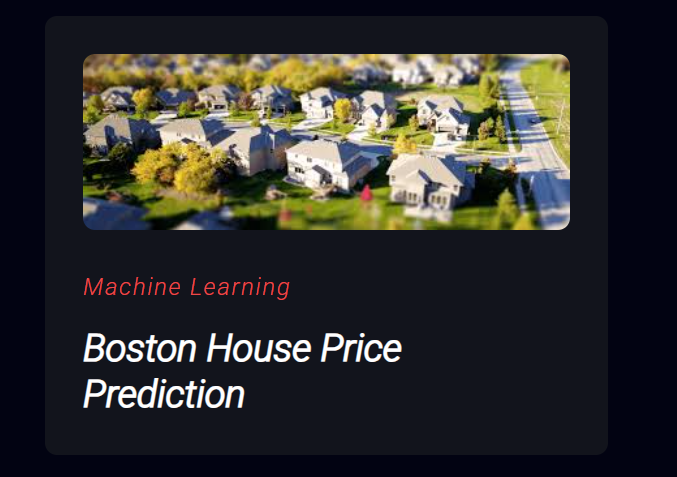 Machine Learning
Boston House Price
Prediction